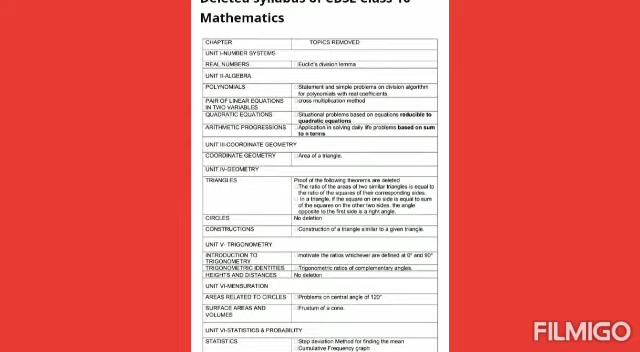 Deleted syllabus of CBSE Class 10
Mathematics
CHAPTER TOPICS REMOVED
UNIT I-NUMBER SYSTEMS
REAL NUMBERS Euclid's division lemma
UNIT II-ALGEBRA
POLYNOMIALS Statement and simple problems on division algorithm
for polynomials with real coefficients.
PAIR OF LINEAR EQUATIONS cross multiplication method
IN TWO VARIABLES
QUADRATIC EQUATIONS Situational problems based on equations reducible to
quadratic equations
ARITHMETIC PROGRESSIONS Application in solving daily life problems based on sum
to n terms
UNIT III-COORDINATE GEOMETRY
COORDINATE GEOMETRY Area of a triangle.
UNIT IV-GEOMETRY
TRIANGLES Proof of the following theorems are deleted
The ratio of the areas of two similar triangles is equal to
the ratio of the squares of their corresponding sides.
In a triangle, if the square on one side is equal to sum
of the squares on the other two sides, the angle
opposite to the first side is a right angle.
CIRCLES No deletion
CONSTRUCTIONS Construction of a triangle similar to a given triangle.
UNIT V- TRIGONOMETRY
INTRODUCTION TO motivate the ratios whichever are defined at 0° and 90°
TRIGONOMETRY
TRIGONOMETRIC IDENTITIES Trigonometric ratios of complementary angles.
HEIGHTS AND DISTANCES No deletion
UNIT VI-MENSURATION
AREAS RELATED TO CIRCLES Problems on central angle of 120°
SURFACE AREAS AND Frustum of a cone.
VOLUMES
UNIT VI-STATISTICS & PROBABILITY
STATISTICS Step deviation Method for finding the mean
Cumulative Frequency graph
FILMIGO